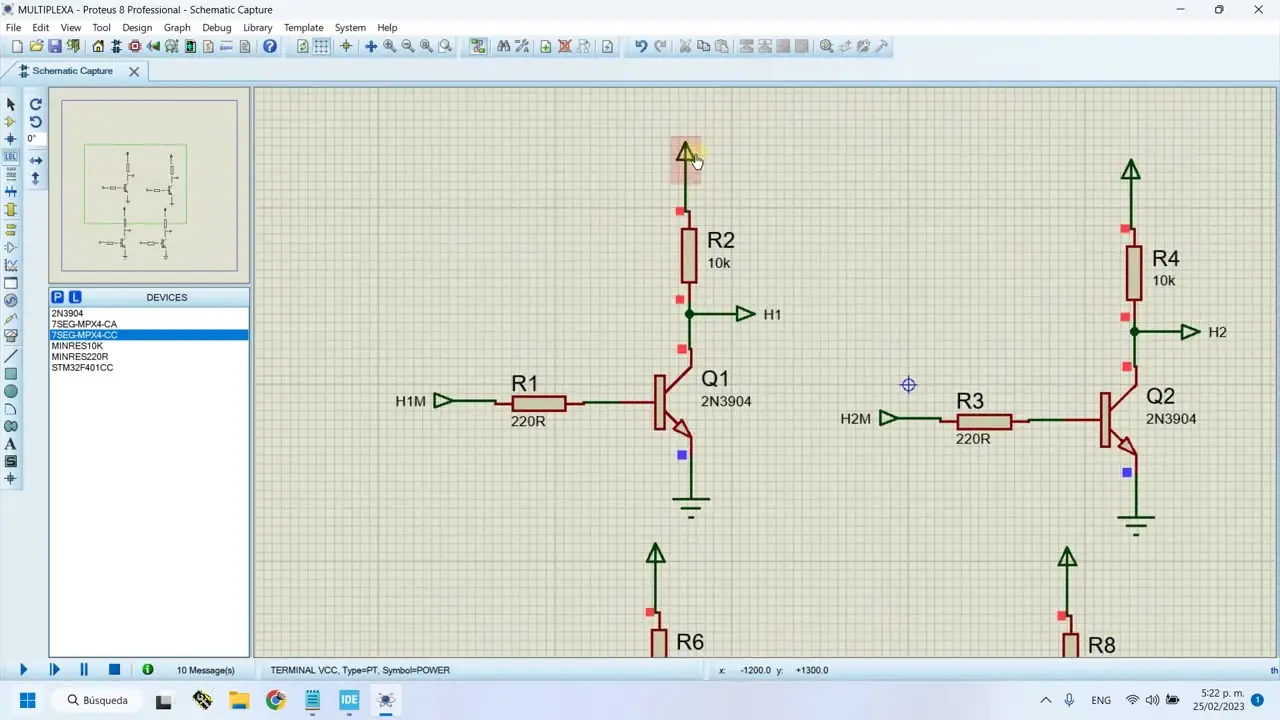 MULTIPLEXA - Proteus 8 Professional - Schematic Capture
File Edit View Tool Design Graph Debug Library Template System Help
Schematic Capture
LBL
0°
P L DEVICES
2N3904
7SEG-MPX4-CA
7SEG-MPX4-CC
MINRES10K
MINRES220R
STM32F401CC
A
S
R2
10k
H1
R4
10k
H2
H1M
R1
220R
Q1
2N3904
H2M
R3
220R
Q2
2N3904
R6
R8
10 Message(s) TERMINAL VCC, Type=PT, Symbol=POWER x: -1200.0 y: +1300.0 th
Búsqueda IDE ENG 5:22 p. m.
25/02/2023 1